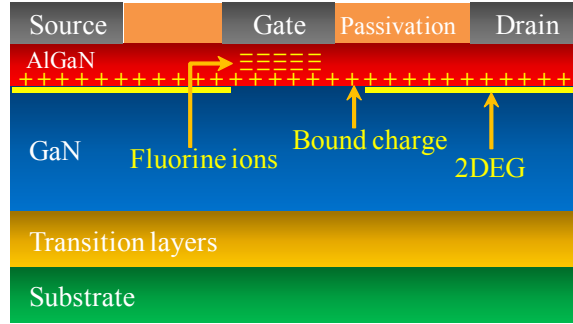 Source Gate Passivation Drain
AlGaN
GaN
Fluorine ions
Bound charge
2DEG
Transition layers
Substrate